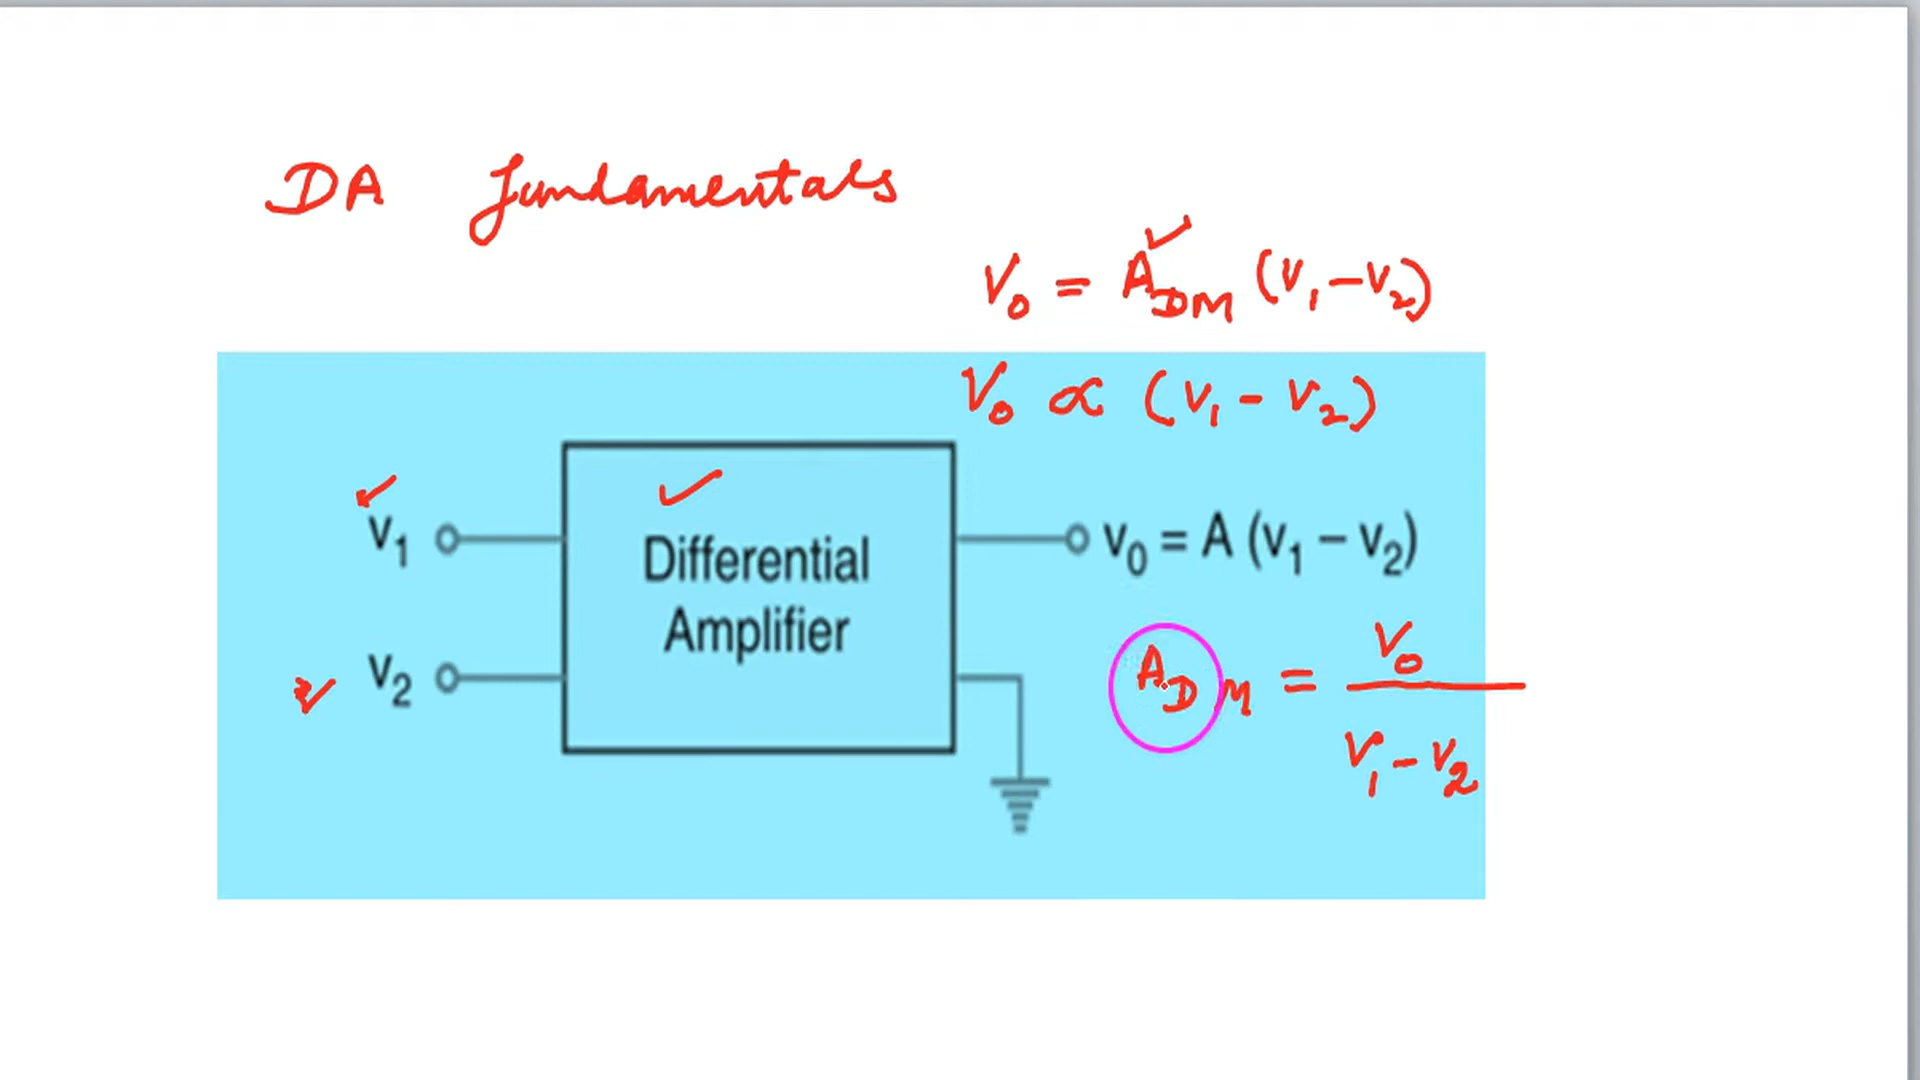 DA fundamentals
V₀ = A_DM (V₁ – V₂)
V₀ ∝ (V₁ – V₂)
V₁
Differential
Amplifier
V₀ = A (V₁ – V₂)
V₂
A_DM = V₀ / V₁ – V₂